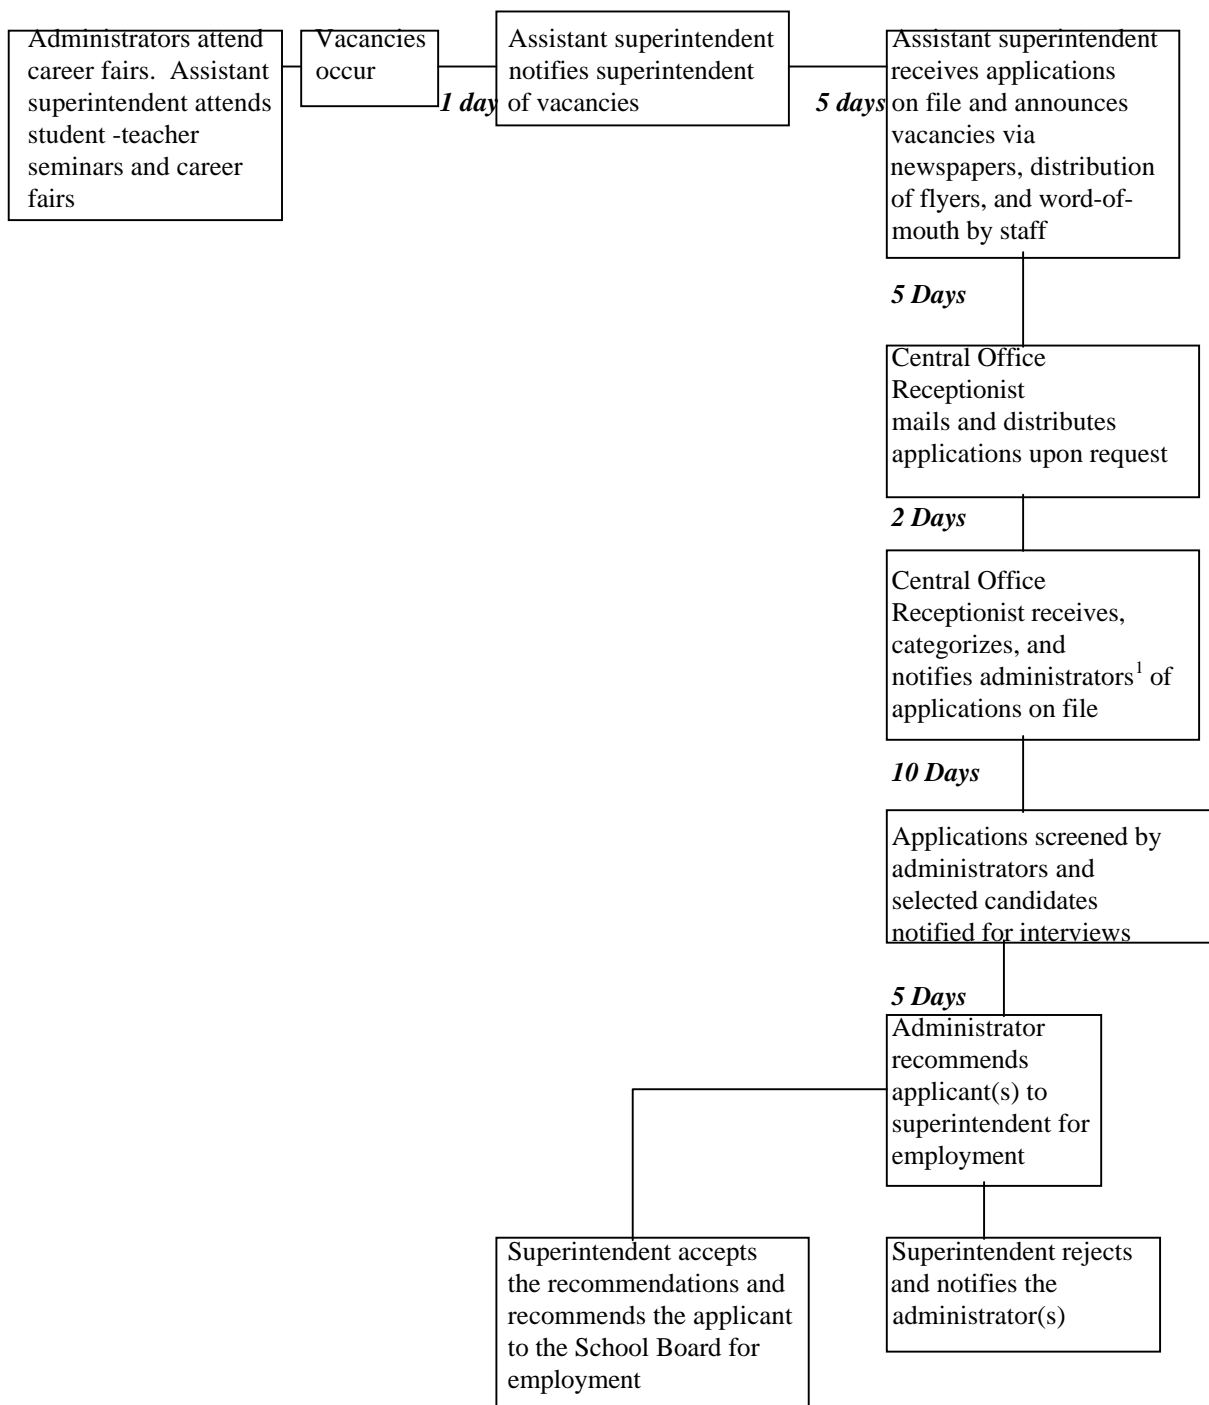 Administrators attend
career fairs.  Assistant
superintendent attends
student -teacher
seminars and career
fairs
Vacancies
occur
1 day
Assistant superintendent
notifies superintendent
of vacancies
5 days
Assistant superintendent
receives applications
on file and announces
vacancies via
newspapers, distribution
of flyers, and word-of-
mouth by staff
5 Days
Central Office
Receptionist
mails and distributes
applications upon request
2 Days
Central Office
Receptionist receives,
categorizes, and
notifies administrators¹ of
applications on file
10 Days
Applications screened by
administrators and
selected candidates
notified for interviews
5 Days
Administrator
recommends
applicant(s) to
superintendent for
employment
Superintendent accepts
the recommendations and
recommends the applicant
to the School Board for
employment
Superintendent rejects
and notifies the
administrator(s)